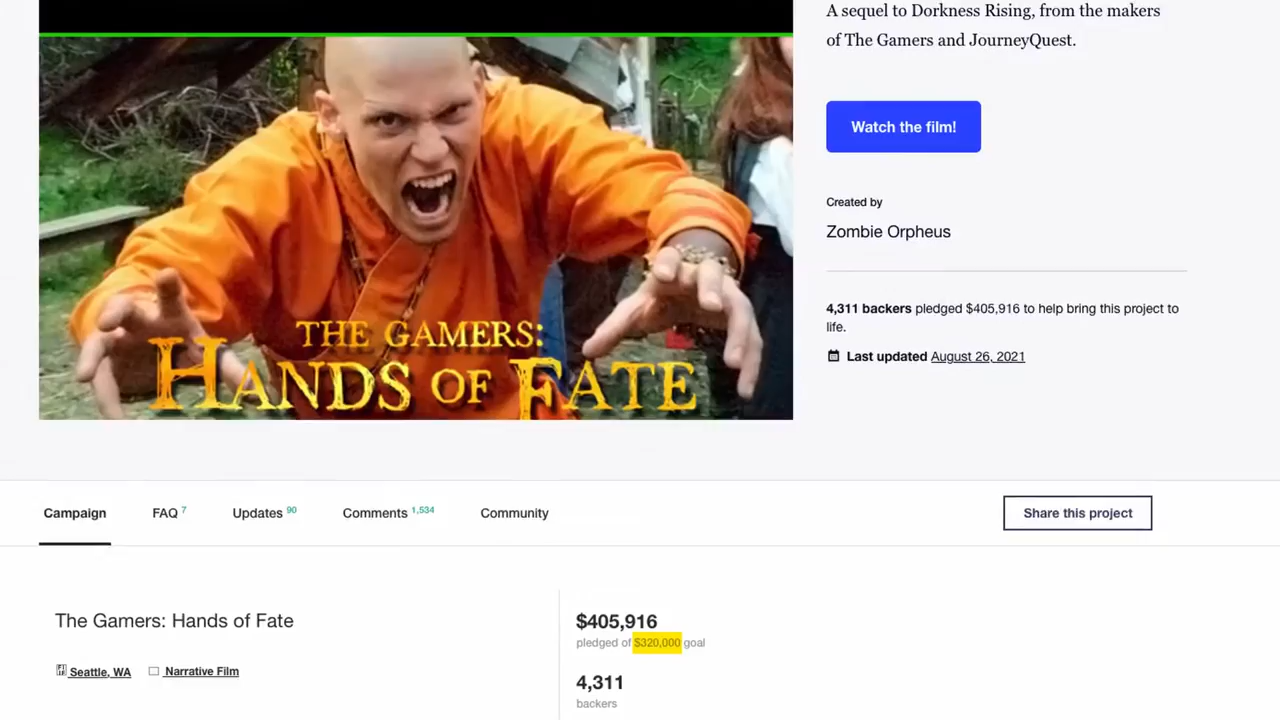 A sequel to Dorkness Rising, from the makers
of The Gamers and JourneyQuest.
Watch the film!
Created by
Zombie Orpheus
4,311 backers pledged $405,916 to help bring this project to
life.
Last updated August 26, 2021
THE GAMERS:
HANDS OF FATE
Campaign FAQ 7 Updates 90 Comments 1,534 Community Share this project
The Gamers: Hands of Fate
Seattle, WA Narrative Film
$405,916
pledged of $320,000 goal
4,311
backers